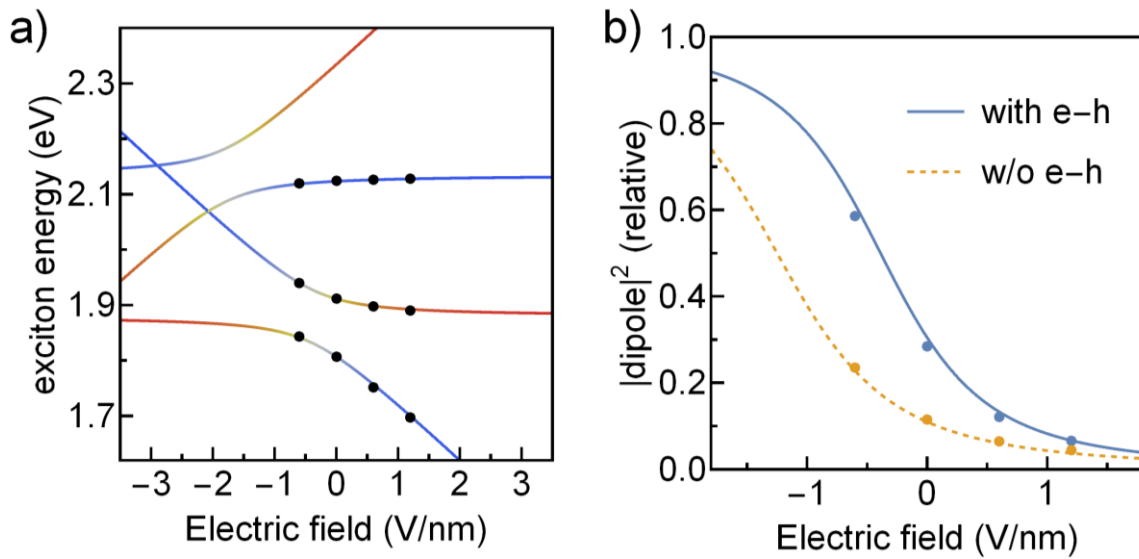 a)
exciton energy (eV)
2.3
2.1
1.9
1.7
−3 −2 −1 0 1 2 3
Electric field (V/nm)
b)
|dipole|² (relative)
1.0
0.8
0.6
0.4
0.2
0.0
with e−h
w/o e−h
−1 0 1
Electric field (V/nm)